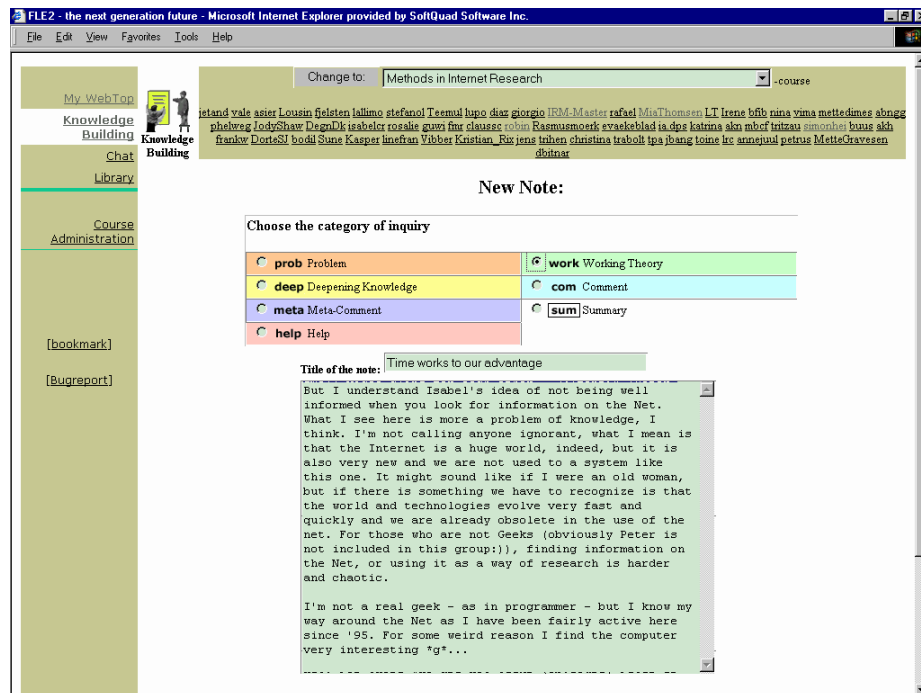 FLE2 - the next generation future - Microsoft Internet Explorer provided by SoftQuad Software Inc.
File Edit View Favorites Tools Help
Change to: Methods in Internet Research -course
My WebTop
Knowledge Building
Chat
Library
Course Administration
[bookmark]
[Bugreport]
Knowledge Building
jetand vale asier Lousin fjelsten lallimo stefanol Teemul lupo diaz giorgio IRM-Master rafael MiaThomsen LT Irene bfib nina vima mettedimes abngg
phelweg JodyShaw DegnDk isabelcr rosalie guwi fmr claussc robin Rasmusmoerk evaekeblad ia.dps katrina akn mbcf tritzau simonhei buus akh
frankw DorteSJ bodil Sune Kasper linefran Vibber Kristian_Rix jens trihen christina trabolt tpa jbang toine lrc annejuul petrus MetteGravesen
dbitnar
New Note:
Choose the category of inquiry
prob Problem
work Working Theory
deep Deepening Knowledge
com Comment
meta Meta-Comment
sum Summary
help Help
Title of the note: Time works to our advantage
But I understand Isabel's idea of not being well
informed when you look for information on the Net.
What I see here is more a problem of knowledge, I
think. I'm not calling anyone ignorant, what I mean is
that the Internet is a huge world, indeed, but it is
also very new and we are not used to a system like
this one. It might sound like if I were an old woman,
but if there is something we have to recognize is that
the world and technologies evolve very fast and
quickly and we are already obsolete in the use of the
net. For those who are not Geeks (obviously Peter is
not included in this group:)), finding information on
the Net, or using it as a way of research is harder
and chaotic.
I'm not a real geek - as in programmer - but I know my
way around the Net as I have been fairly active here
since '95. For some weird reason I find the computer
very interesting *g*...